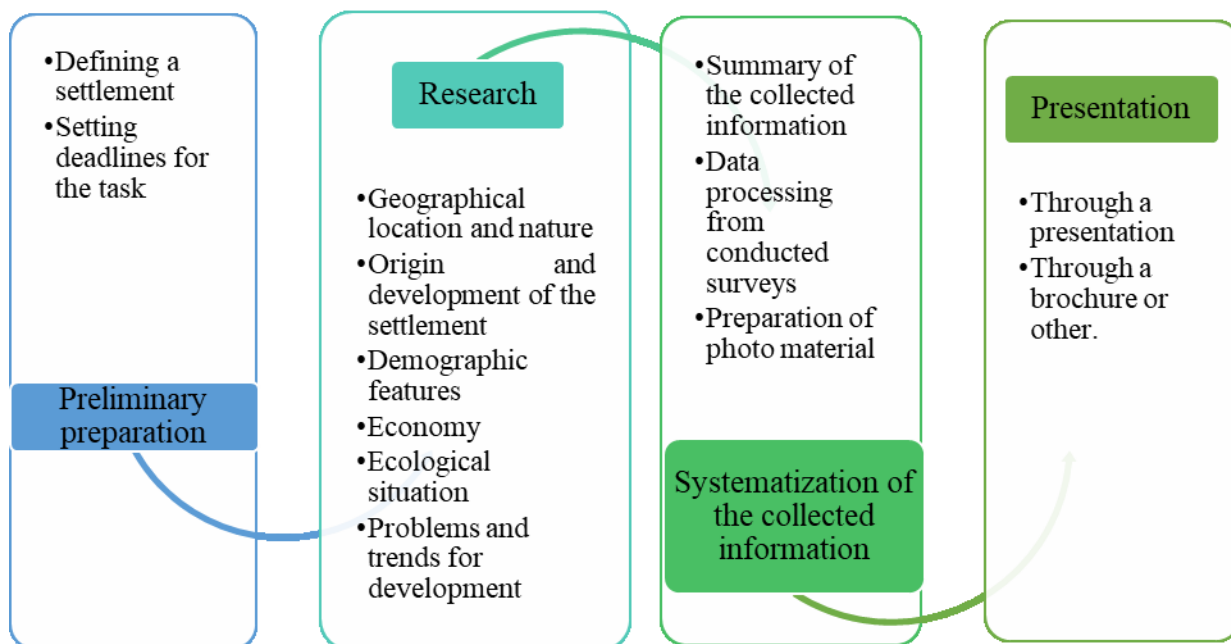 •Defining a
settlement
•Setting
deadlines for
the task
Preliminary
preparation
Research
•Geographical
location and nature
•Origin and
development of the
settlement
•Demographic
features
•Economy
•Ecological
situation
•Problems and
trends for
development
•Summary of
the collected
information
•Data
processing
from
conducted
surveys
•Preparation of
photo material
Systematization of
the collected
information
Presentation
•Through a
presentation
•Through a
brochure or
other.